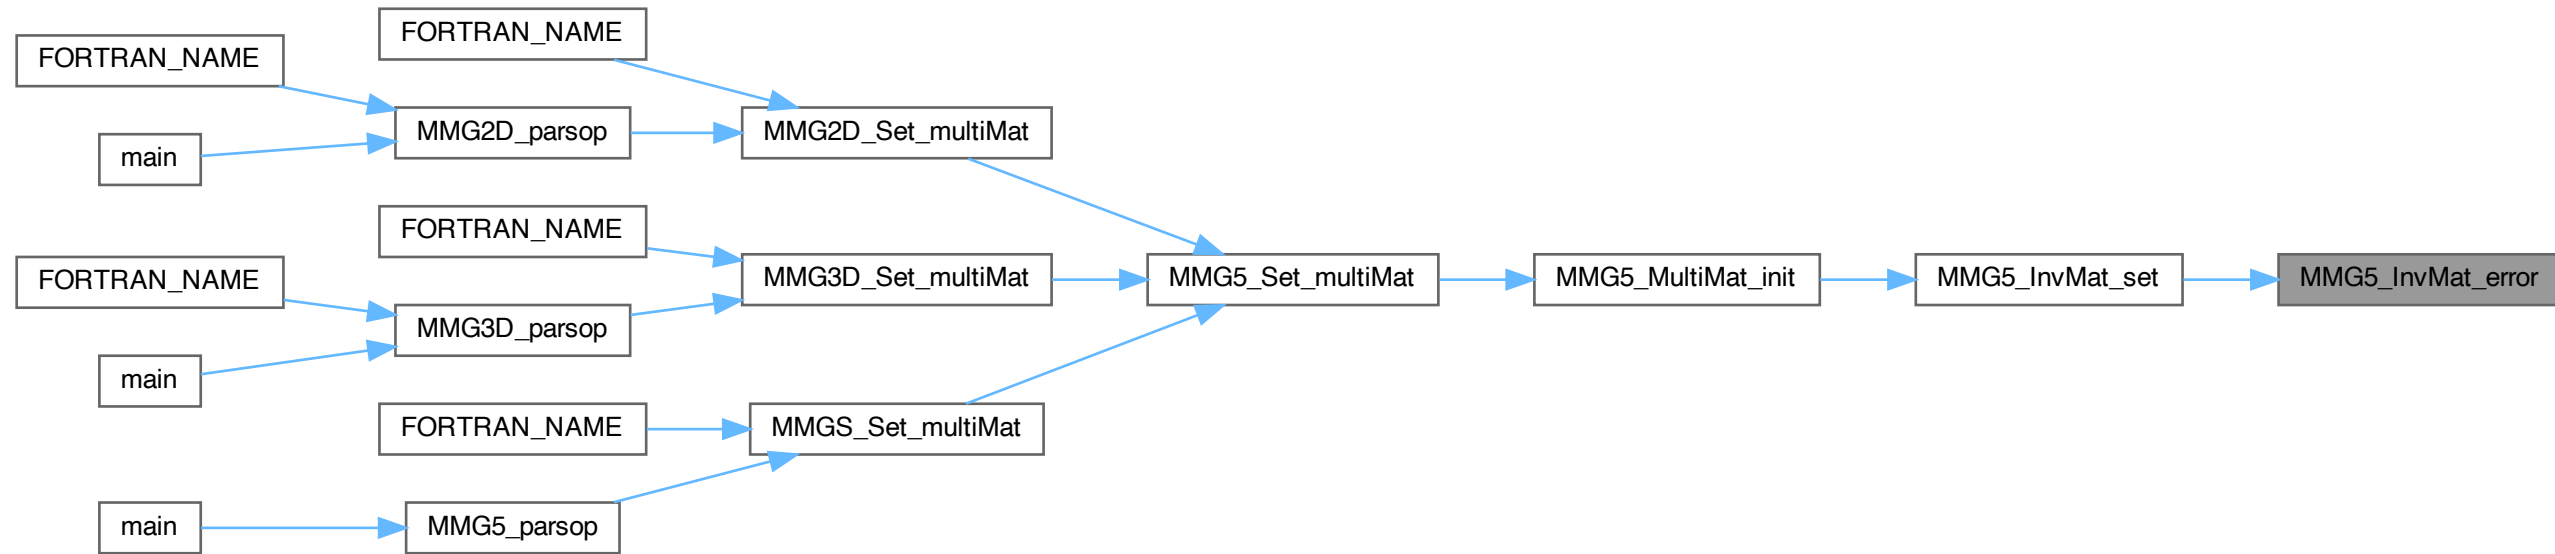 FORTRAN_NAME
FORTRAN_NAME
MMG2D_parsop
MMG2D_Set_multiMat
main
FORTRAN_NAME
FORTRAN_NAME
MMG3D_Set_multiMat
MMG5_Set_multiMat
MMG5_MultiMat_init
MMG5_InvMat_set
MMG5_InvMat_error
MMG3D_parsop
main
FORTRAN_NAME
MMGS_Set_multiMat
main
MMG5_parsop